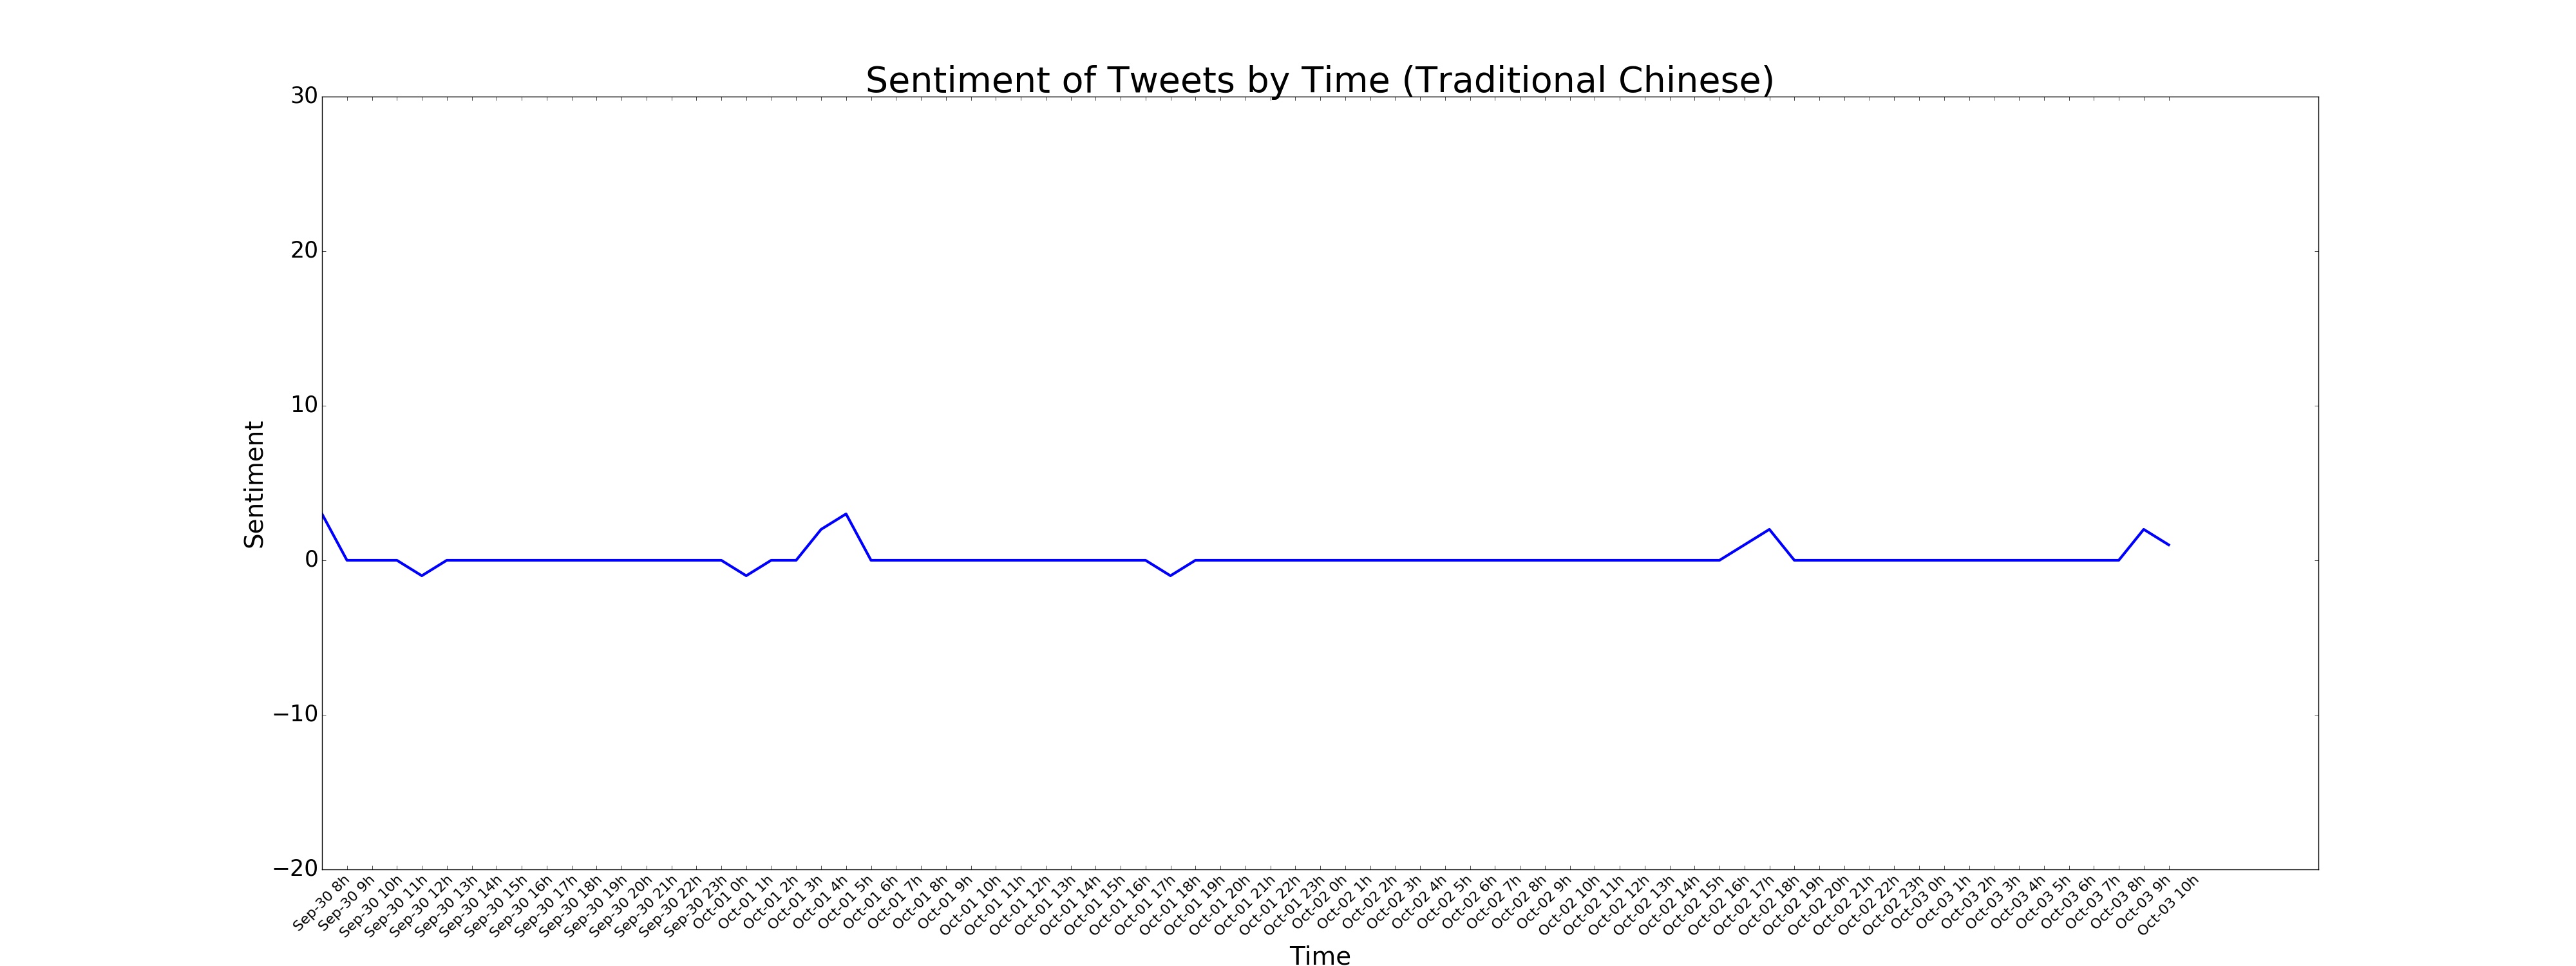 Sentiment of Tweets by Time (Traditional Chinese)
30
20
10
0
−10
−20
Sentiment
Sep-30 8h
Sep-30 9h
Sep-30 10h
Sep-30 11h
Sep-30 12h
Sep-30 13h
Sep-30 14h
Sep-30 15h
Sep-30 16h
Sep-30 17h
Sep-30 18h
Sep-30 19h
Sep-30 20h
Sep-30 21h
Sep-30 22h
Sep-30 23h
Oct-01 0h
Oct-01 1h
Oct-01 2h
Oct-01 3h
Oct-01 4h
Oct-01 5h
Oct-01 6h
Oct-01 7h
Oct-01 8h
Oct-01 9h
Oct-01 10h
Oct-01 11h
Oct-01 12h
Oct-01 13h
Oct-01 14h
Oct-01 15h
Oct-01 16h
Oct-01 17h
Oct-01 18h
Oct-01 19h
Oct-01 20h
Oct-01 21h
Oct-01 22h
Oct-01 23h
Oct-02 0h
Oct-02 1h
Oct-02 2h
Oct-02 3h
Oct-02 4h
Oct-02 5h
Oct-02 6h
Oct-02 7h
Oct-02 8h
Oct-02 9h
Oct-02 10h
Oct-02 11h
Oct-02 12h
Oct-02 13h
Oct-02 14h
Oct-02 15h
Oct-02 16h
Oct-02 17h
Oct-02 18h
Oct-02 19h
Oct-02 20h
Oct-02 21h
Oct-02 22h
Oct-02 23h
Oct-03 0h
Oct-03 1h
Oct-03 2h
Oct-03 3h
Oct-03 4h
Oct-03 5h
Oct-03 6h
Oct-03 7h
Oct-03 8h
Oct-03 9h
Oct-03 10h
Time